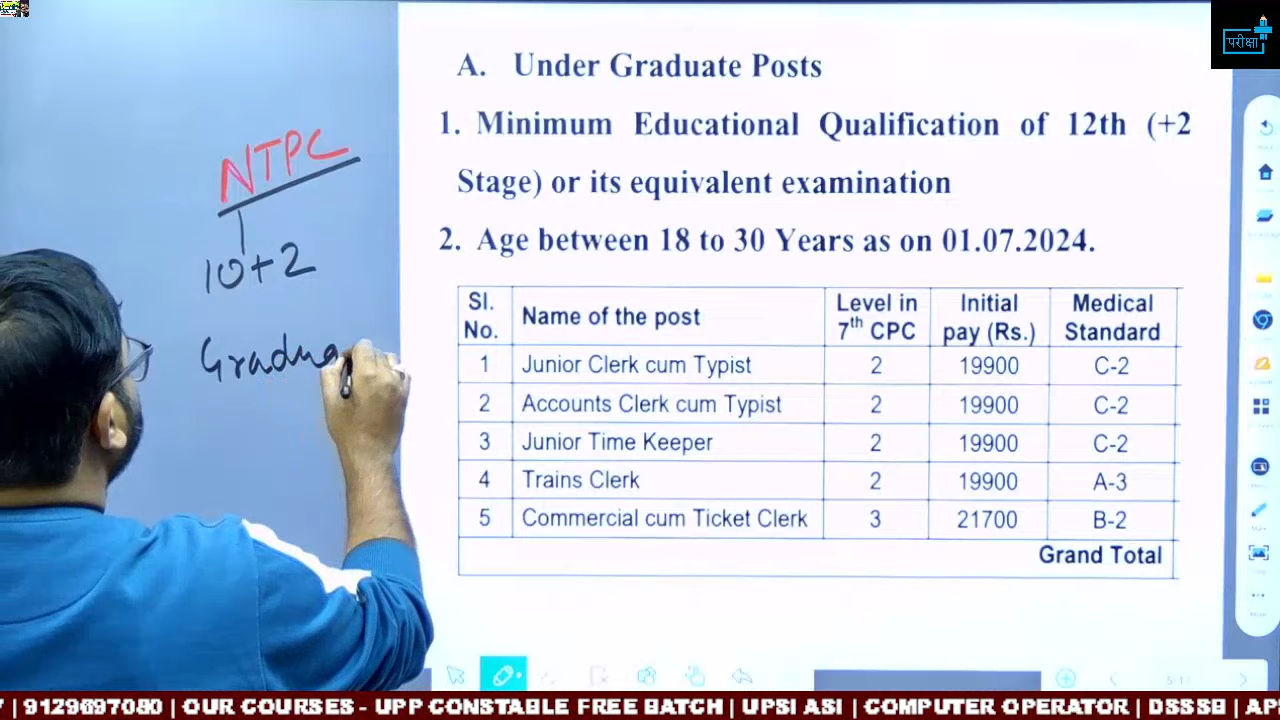 परीक्षा
NTPC
10+2
Gradua
A. Under Graduate Posts
1. Minimum Educational Qualification of 12th (+2
Stage) or its equivalent examination
2. Age between 18 to 30 Years as on 01.07.2024.
Sl. No. Name of the post Level in 7th CPC Initial pay (Rs.) Medical Standard
1 Junior Clerk cum Typist 2 19900 C-2
2 Accounts Clerk cum Typist 2 19900 C-2
3 Junior Time Keeper 2 19900 C-2
4 Trains Clerk 2 19900 A-3
5 Commercial cum Ticket Clerk 3 21700 B-2
Grand Total
7 | 9129697080 | OUR COURSES - UPP CONSTABLE FREE BATCH | UPSI ASI | COMPUTER OPERATOR | DSSSB | AP